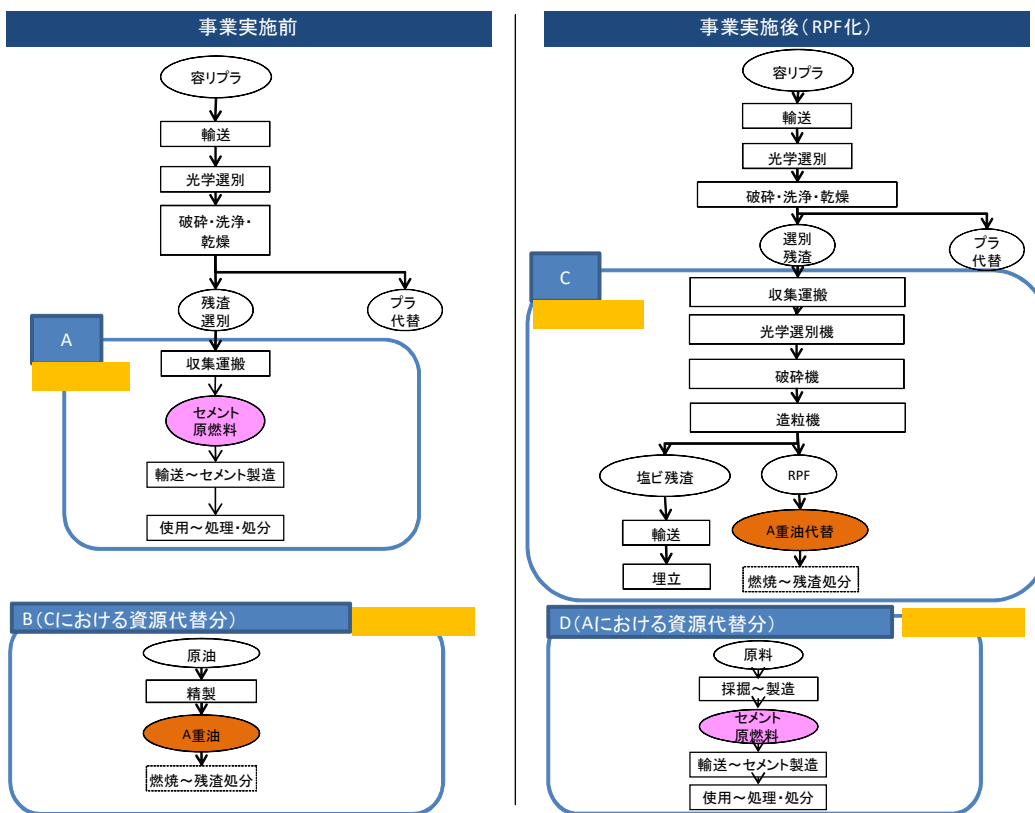 事業実施前
容リプラ
輸送
光学選別
破砕・洗浄・
乾燥
残渣
選別
プラ
代替
A
収集運搬
セメント
原燃料
輸送～セメント製造
使用～処理・処分
B(Cにおける資源代替分)
原油
精製
A重油
燃焼～残渣処分
事業実施後(RPF化)
容リプラ
輸送
光学選別
破砕・洗浄・乾燥
選別
残渣
プラ
代替
C
収集運搬
光学選別機
破砕機
造粒機
塩ビ残渣
RPF
輸送
A重油代替
埋立
燃焼～残渣処分
D(Aにおける資源代替分)
原料
採掘～製造
セメント
原燃料
輸送～セメント製造
使用～処理・処分